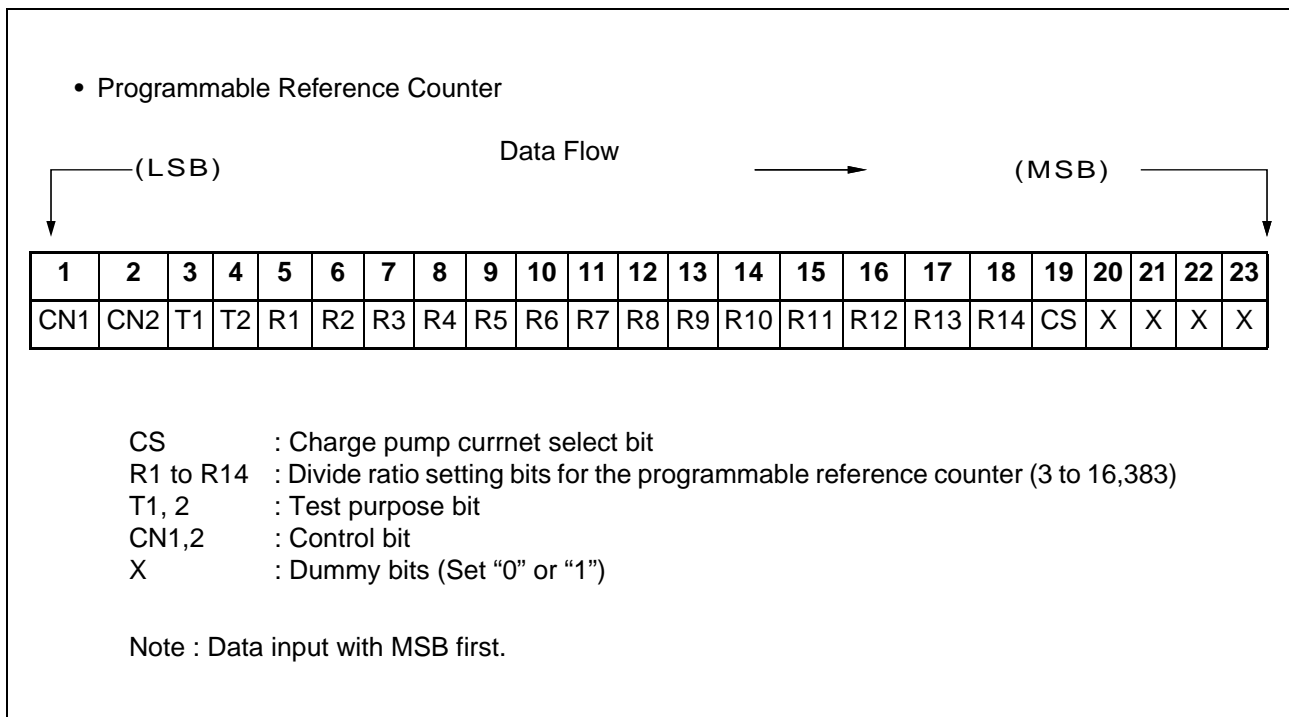 • Programmable Reference Counter
(LSB) Data Flow (MSB)
1 2 3 4 5 6 7 8 9 10 11 12 13 14 15 16 17 18 19 20 21 22 23
CN1 CN2 T1 T2 R1 R2 R3 R4 R5 R6 R7 R8 R9 R10 R11 R12 R13 R14 CS X X X X
CS : Charge pump currnet select bit
R1 to R14 : Divide ratio setting bits for the programmable reference counter (3 to 16,383)
T1, 2 : Test purpose bit
CN1,2 : Control bit
X : Dummy bits (Set “0” or “1”)
Note : Data input with MSB first.